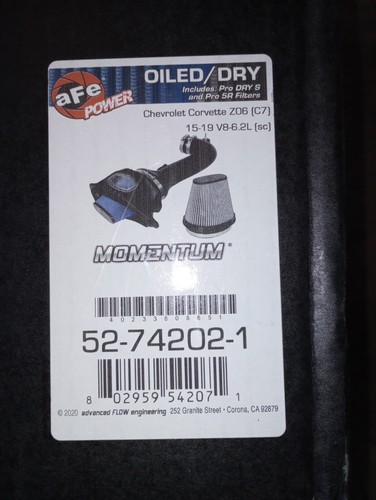 aFe
POWER
OILED/DRY
Includes: Pro DRY S
and Pro 5R Filters
Chevrolet Corvette Z06 (C7)
15-19 V8-6.2L (sc)
MOMENTUM®
40233808651
52-74202-1
8 02959 54207 1
© 2020 advanced FLOW engineering 252 Granite Street • Corona, CA 92879